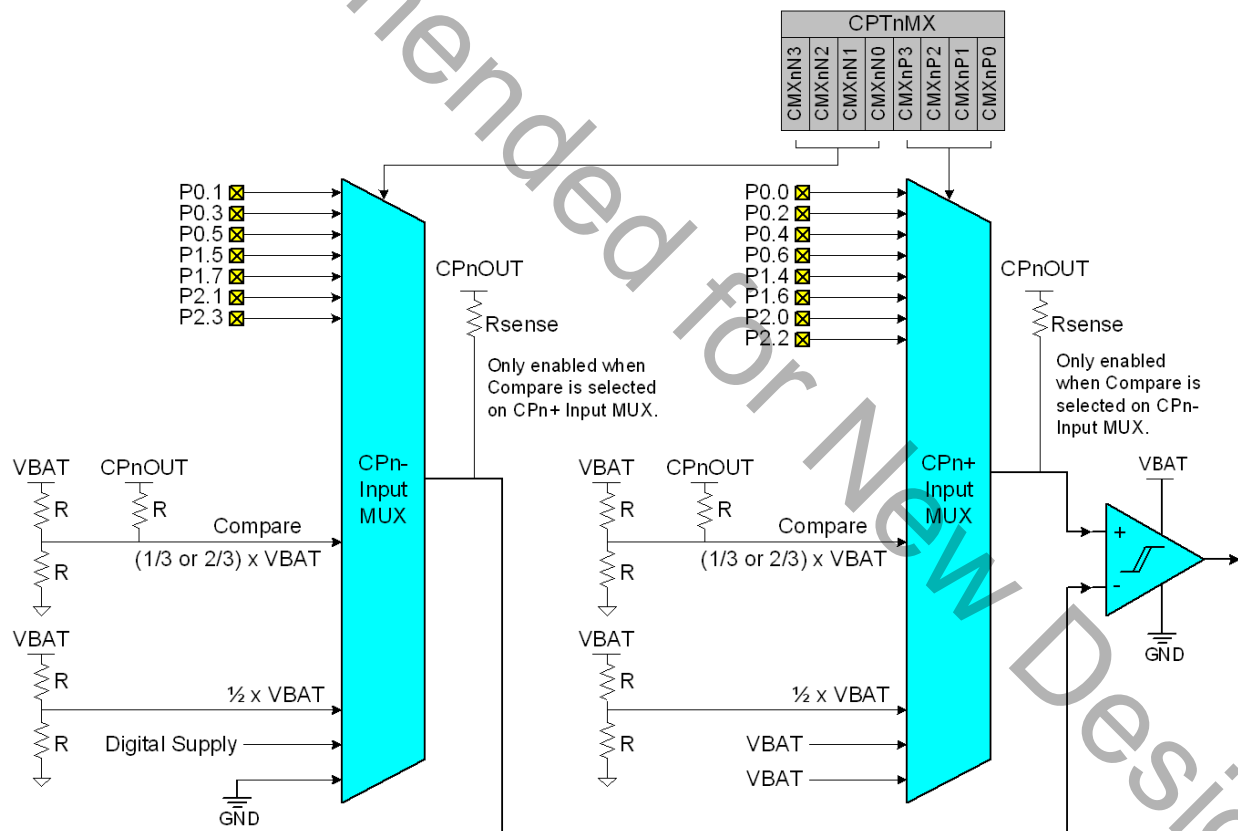 CPTnMX
CMXnN3
CMXnN2
CMXnN1
CMXnN0
CMXnP3
CMXnP2
CMXnP1
CMXnP0
P0.1
P0.3
P0.5
P1.5
P1.7
P2.1
P2.3
CPnOUT
Rsense
Only enabled when
Compare is selected
on CPn+ Input MUX.
VBAT
CPnOUT
R
R
Compare
(1/3 or 2/3) x VBAT
R
CPn-
Input
MUX
VBAT
R
½ x VBAT
R
Digital Supply
GND
P0.0
P0.2
P0.4
P0.6
P1.4
P1.6
P2.0
P2.2
CPnOUT
Rsense
Only enabled
when Compare is
selected on CPn-
Input MUX.
VBAT
CPnOUT
R
R
Compare
(1/3 or 2/3) x VBAT
R
CPn+
Input
MUX
VBAT
R
½ x VBAT
R
VBAT
VBAT
VBAT
+
-
GND
mended for New Desig